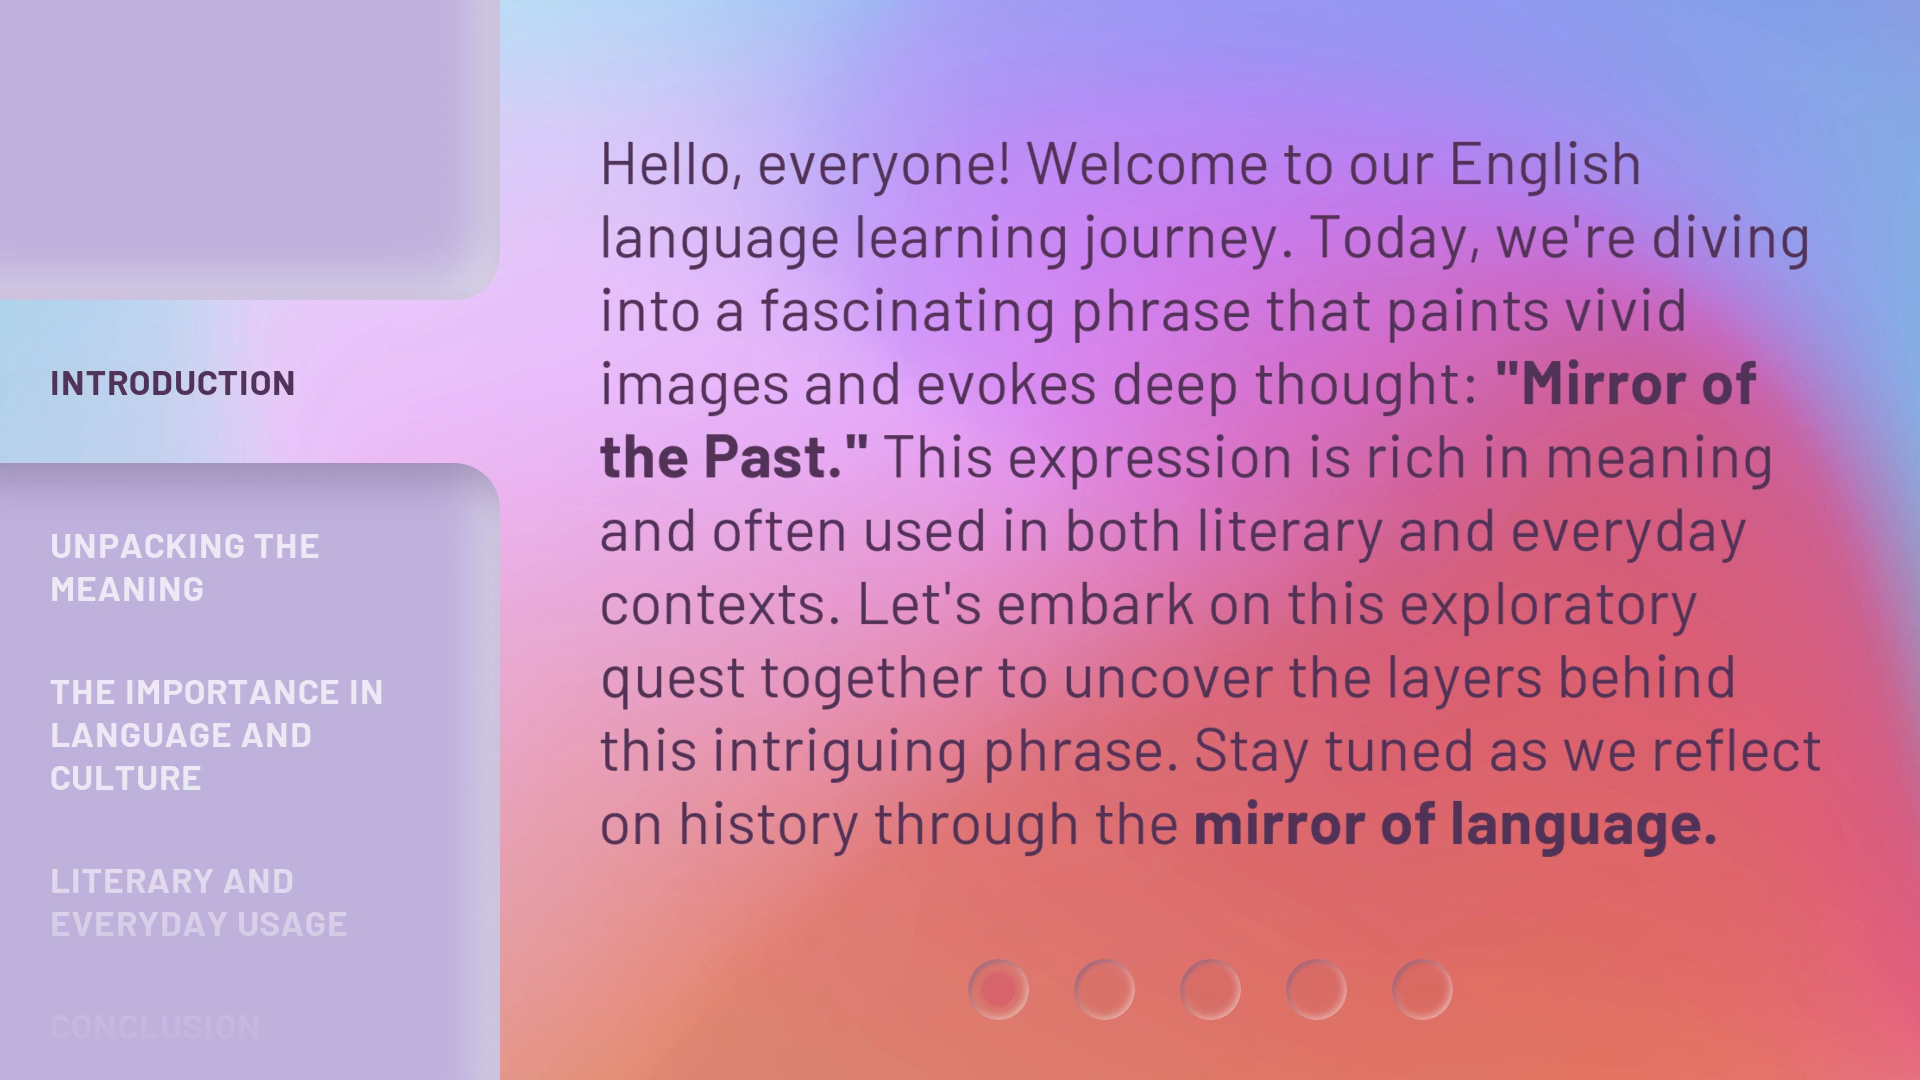 INTRODUCTION
UNPACKING THE
MEANING
THE IMPORTANCE IN
LANGUAGE AND
CULTURE
LITERARY AND
EVERYDAY USAGE
CONCLUSION
Hello, everyone! Welcome to our English
language learning journey. Today, we're diving
into a fascinating phrase that paints vivid
images and evokes deep thought: "Mirror of
the Past." This expression is rich in meaning
and often used in both literary and everyday
contexts. Let's embark on this exploratory
quest together to uncover the layers behind
this intriguing phrase. Stay tuned as we reflect
on history through the mirror of language.